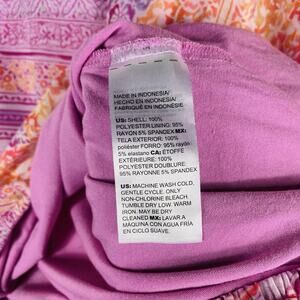 MADE IN INDONESIA/
HECHO EN INDONESIA/
FABRIQUÉ EN INDONÉSIE
US: SHELL: 100%
POLYESTER LINING: 95%
RAYON 5% SPANDEX MX:
TELA EXTERIOR: 100%
poliéster FORRO: 95% rayón
5% elastano CA: ÉTOFFE
EXTÉRIEURE: 100%
POLYESTER DOUBLURE:
95% RAYONNE 5% SPANDEX
US: MACHINE WASH COLD,
GENTLE CYCLE. ONLY
NON-CHLORINE BLEACH.
TUMBLE DRY LOW. WARM
IRON. MAY BE DRY
CLEANED MX: LAVAR A
MÁQUINA CON AGUA FRÍA
EN CICLO SUAVE.